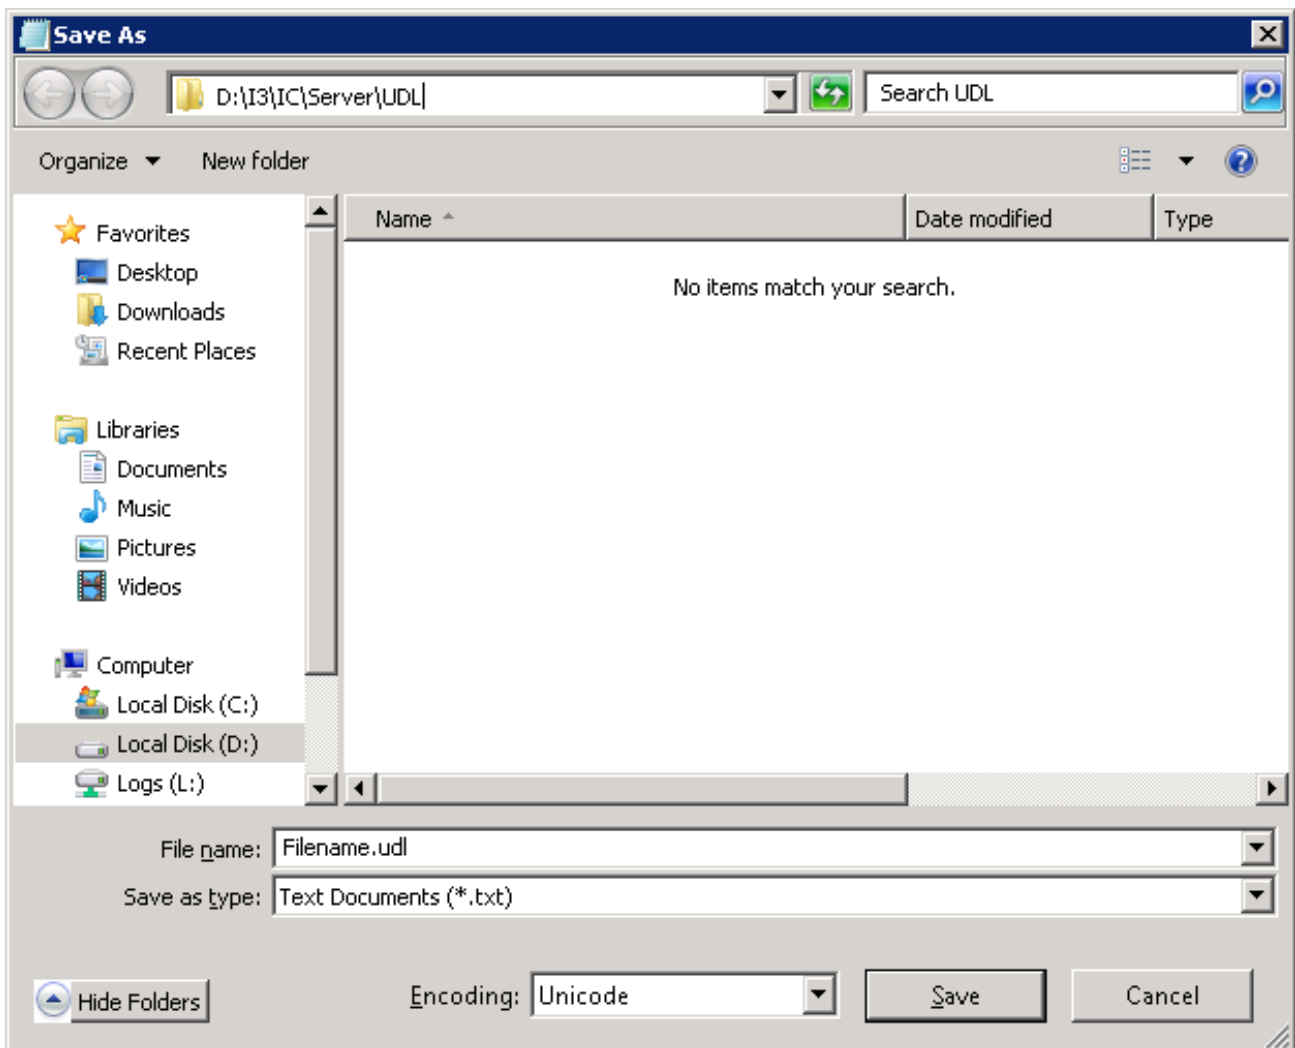 Save As
D:\I3\IC\Server\UDL
Search UDL
Organize
New folder
Name
Date modified
Type
Favorites
Desktop
Downloads
Recent Places
Libraries
Documents
Music
Pictures
Videos
Computer
Local Disk (C:)
Local Disk (D:)
Logs (L:)
No items match your search.
File name: Filename.udl
Save as type: Text Documents (*.txt)
Hide Folders
Encoding: Unicode
Save
Cancel